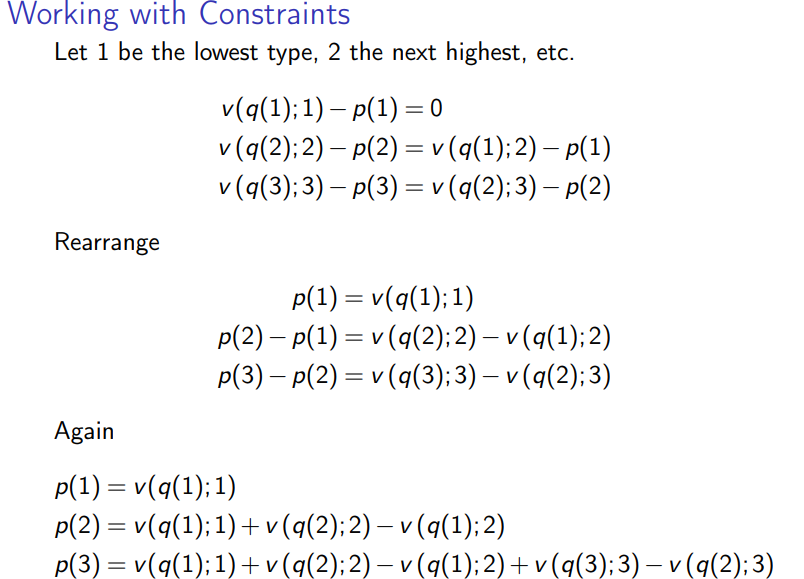 Working with Constraints
Let 1 be the lowest type, 2 the next highest, etc.
v(q(1);1) − p(1) = 0
v(q(2);2) − p(2) = v(q(1);2) − p(1)
v(q(3);3) − p(3) = v(q(2);3) − p(2)
Rearrange
p(1) = v(q(1);1)
p(2) − p(1) = v(q(2);2) − v(q(1);2)
p(3) − p(2) = v(q(3);3) − v(q(2);3)
Again
p(1) = v(q(1);1)
p(2) = v(q(1);1) + v(q(2);2) − v(q(1);2)
p(3) = v(q(1);1) + v(q(2);2) − v(q(1);2) + v(q(3);3) − v(q(2);3)